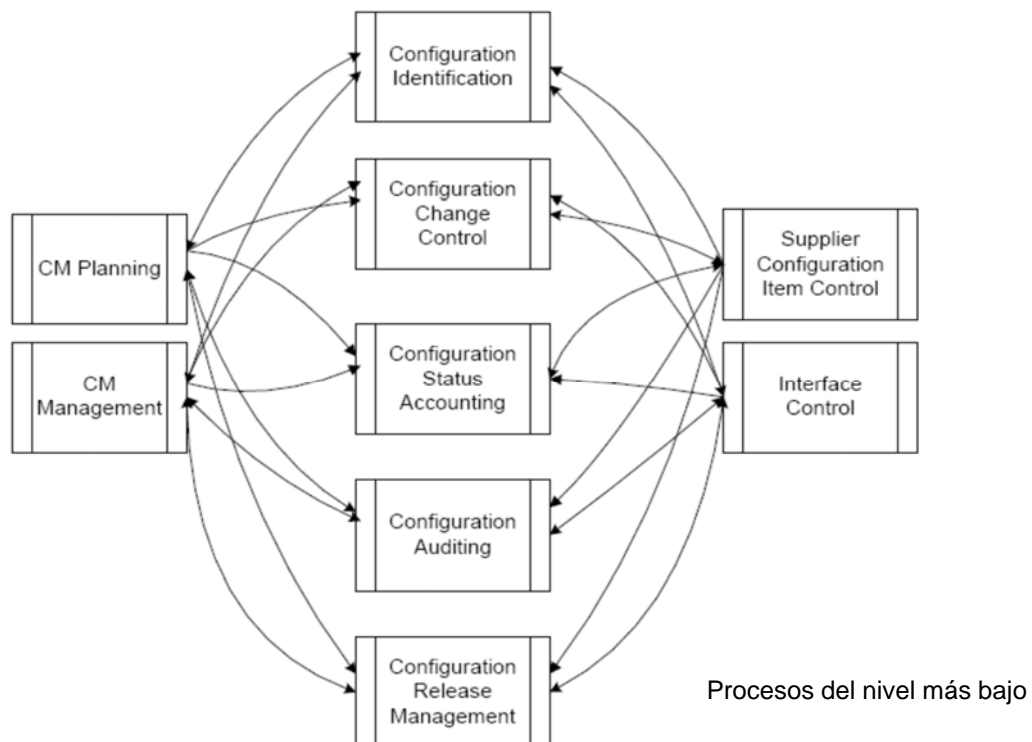 Configuration
Identification
Configuration
Change
Control
CM Planning
Supplier
Configuration
Item Control
CM
Management
Configuration
Status
Accounting
Interface
Control
Configuration
Auditing
Configuration
Release
Management
Procesos del nivel más bajo